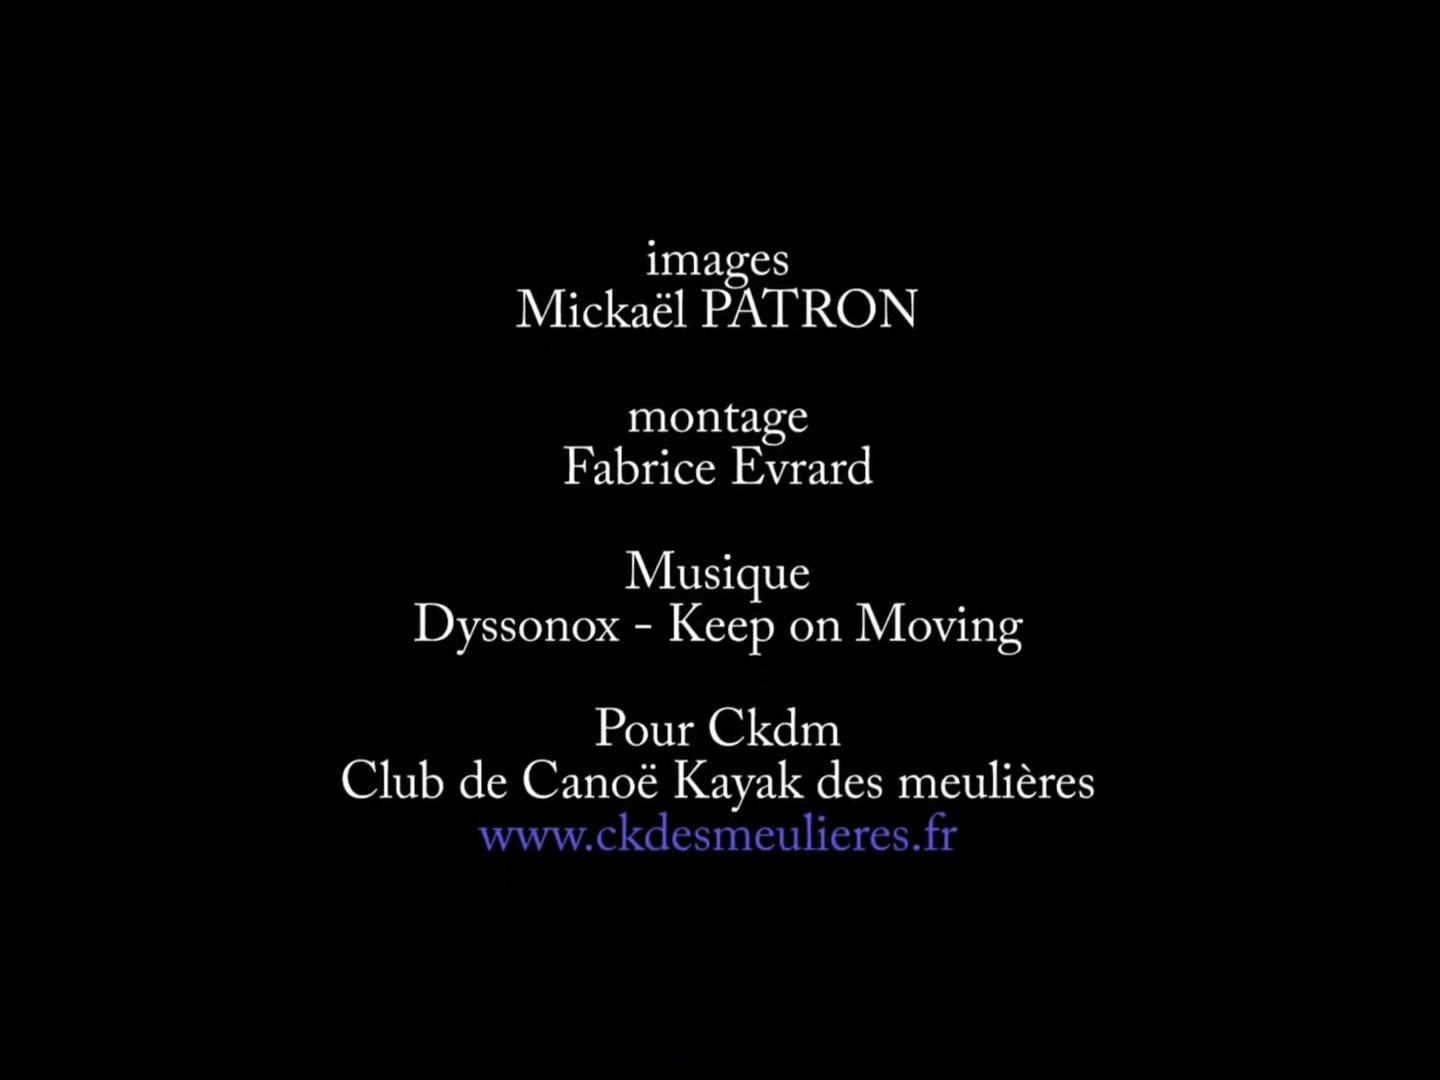 images
Mickaël PATRON
montage
Fabrice Evrard
Musique
Dyssonox - Keep on Moving
Pour Ckdm
Club de Canoë Kayak des meulières
www.ckdesmeulieres.fr